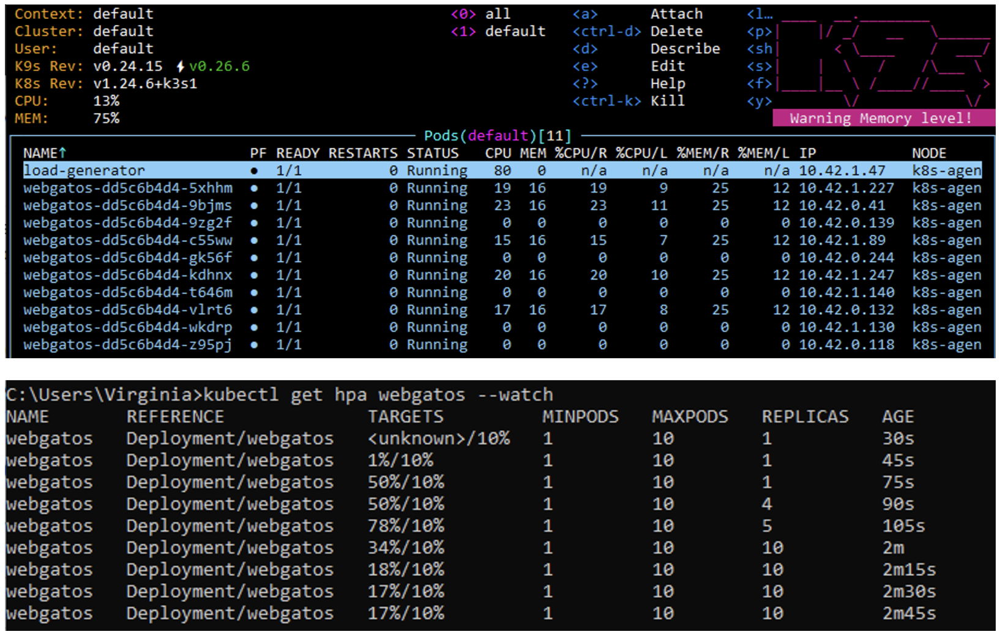 Context: default <0> all <a> Attach <l…
Cluster: default <1> default <ctrl-d> Delete <p>
User: default <d> Describe <sh
K9s Rev: v0.24.15 ⚡v0.26.6 <e> Edit <s>
K8s Rev: v1.24.6+k3s1 <?> Help <f>
CPU: 13% <ctrl-k> Kill <y>
MEM: 75%
K9s
Warning Memory level!
Pods(default)[11]
NAME↑ PF READY RESTARTS STATUS CPU MEM %CPU/R %CPU/L %MEM/R %MEM/L IP NODE
load-generator ● 1/1 0 Running 80 0 n/a n/a n/a n/a 10.42.1.47 k8s-agen
webgatos-dd5c6b4d4-5xhhm ● 1/1 0 Running 19 16 19 9 25 12 10.42.1.227 k8s-agen
webgatos-dd5c6b4d4-9bjms ● 1/1 0 Running 23 16 23 11 25 12 10.42.0.41 k8s-agen
webgatos-dd5c6b4d4-9zg2f ● 1/1 0 Running 0 0 0 0 0 0 10.42.0.139 k8s-agen
webgatos-dd5c6b4d4-c55ww ● 1/1 0 Running 15 16 15 7 25 12 10.42.1.89 k8s-agen
webgatos-dd5c6b4d4-gk56f ● 1/1 0 Running 0 0 0 0 0 0 10.42.0.244 k8s-agen
webgatos-dd5c6b4d4-kdhnx ● 1/1 0 Running 20 16 20 10 25 12 10.42.1.247 k8s-agen
webgatos-dd5c6b4d4-t646m ● 1/1 0 Running 0 0 0 0 0 0 10.42.1.140 k8s-agen
webgatos-dd5c6b4d4-vlrt6 ● 1/1 0 Running 17 16 17 8 25 12 10.42.0.132 k8s-agen
webgatos-dd5c6b4d4-wkdrp ● 1/1 0 Running 0 0 0 0 0 0 10.42.1.130 k8s-agen
webgatos-dd5c6b4d4-z95pj ● 1/1 0 Running 0 0 0 0 0 0 10.42.0.118 k8s-agen
C:\Users\Virginia>kubectl get hpa webgatos --watch
NAME REFERENCE TARGETS MINPODS MAXPODS REPLICAS AGE
webgatos Deployment/webgatos <unknown>/10% 1 10 1 30s
webgatos Deployment/webgatos 1%/10% 1 10 1 45s
webgatos Deployment/webgatos 50%/10% 1 10 1 75s
webgatos Deployment/webgatos 50%/10% 1 10 4 90s
webgatos Deployment/webgatos 78%/10% 1 10 5 105s
webgatos Deployment/webgatos 34%/10% 1 10 10 2m
webgatos Deployment/webgatos 18%/10% 1 10 10 2m15s
webgatos Deployment/webgatos 17%/10% 1 10 10 2m30s
webgatos Deployment/webgatos 17%/10% 1 10 10 2m45s